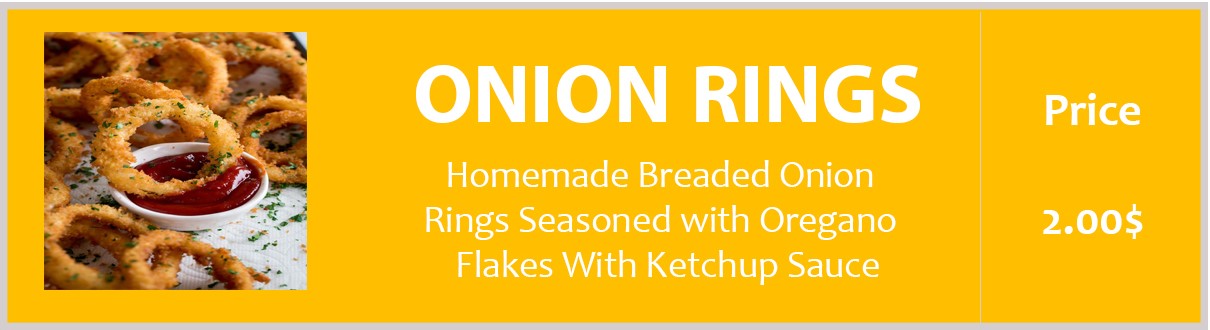 ONION RINGS
Homemade Breaded Onion
Rings Seasoned with Oregano
Flakes With Ketchup Sauce
Price
2.00$